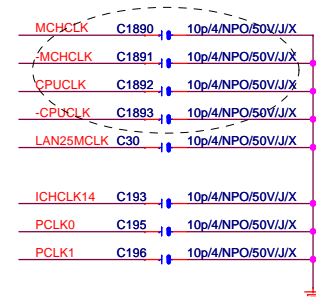 MCHCLK C1890 10p/4/NPO/50V/J/X
-MCHCLK C1891 10p/4/NPO/50V/J/X
CPUCLK C1892 10p/4/NPO/50V/J/X
-CPUCLK C1893 10p/4/NPO/50V/J/X
LAN25MCLK C30 10p/4/NPO/50V/J/X
ICHCLK14 C193 10p/4/NPO/50V/J/X
PCLK0 C195 10p/4/NPO/50V/J/X
PCLK1 C196 10p/4/NPO/50V/J/X